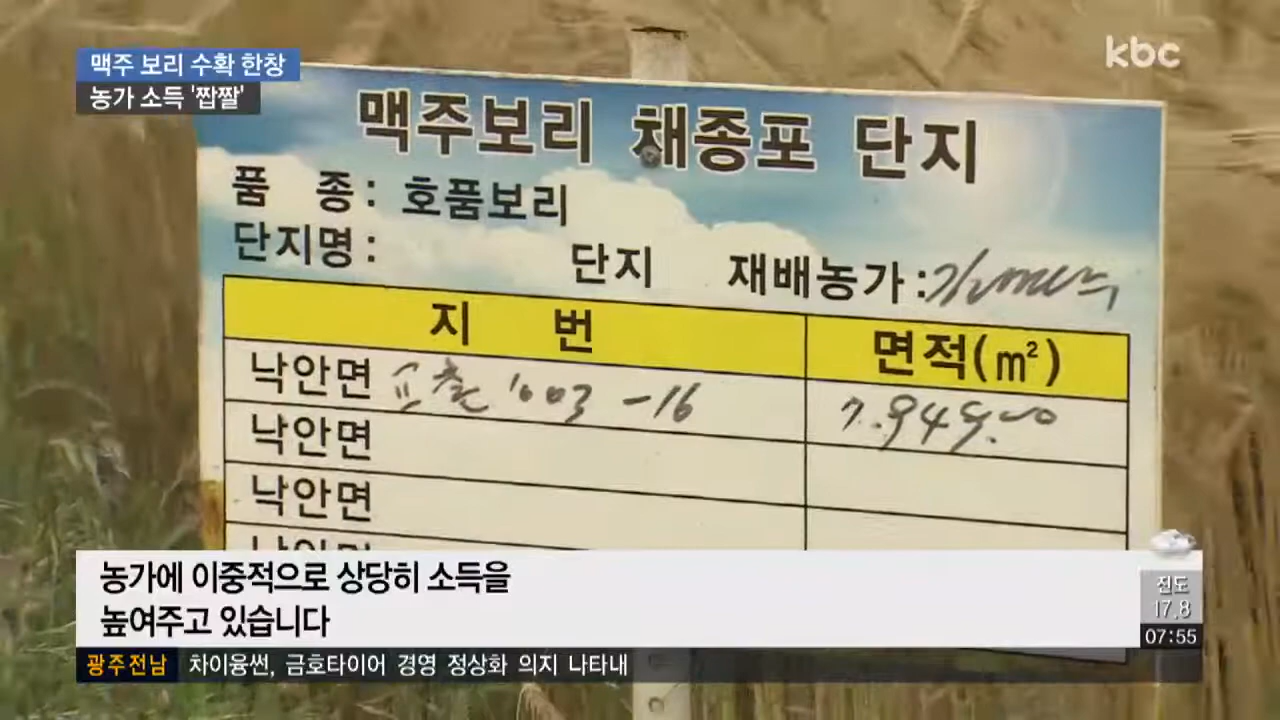 맥주 보리 수확 한창
농가 소득 '짭짤'
kbc
맥주보리 채종포 단지
품 종: 호품보리
단지명: 단지 재배농가:
지 번 면적(㎡)
낙안면 1003-16
낙안면
낙안면
농가에 이중적으로 상당히 소득을
높여주고 있습니다
진도
17.8
07:55
광주전남 차이융썬, 금호타이어 경영 정상화 의지 나타내